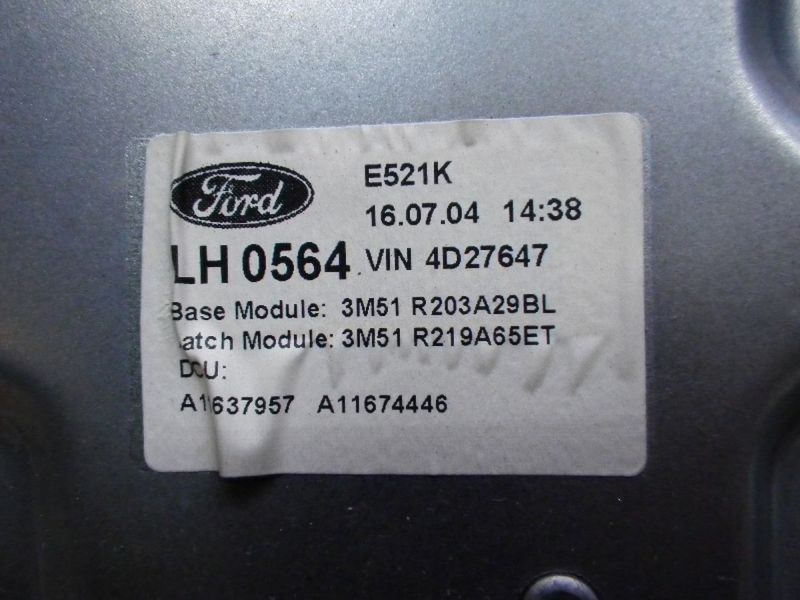 Ford
E521K
16.07.04 14:38
LH 0564 VIN 4D27647
Base Module: 3M51 R203A29BL
atch Module: 3M51 R219A65ET
DCU:
A11637957 A11674446